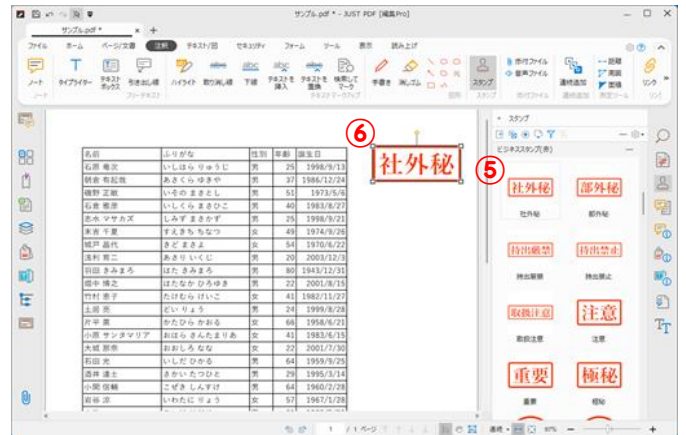 サンプル.pdf * - JUST PDF [編集Pro]
サンプル.pdf *
ファイル ホーム ページ/文書 注釈 テキスト/図 セキュリティ フォーム ツール 表示 読み上げ
ノート タイプライター テキストボックス 引き出し線 ハイライト 取り消し線 下線 テキストを挿入 テキストを置換 検索してマーク 手書き 消しゴム スタンプ 添付ファイル 音声ファイル 連続追加 距離 周囲 面積 リンク
ノート フリーテキスト テキストマークアップ 図形 スタンプ 添付ファイル 連続追加 測定ツール リンク
⑥
社外秘
⑤
スタンプ
ビジネススタンプ(赤)
社外秘 部外秘
社外秘 部外秘
持出厳禁 持出禁止
持出厳禁 持出禁止
取扱注意 注意
取扱注意 注意
重要 極秘
重要 極秘
名前 ふりがな 性別 年齢 誕生日
石原 竜次 いしはら りゅうじ 男 25 1998/9/13
朝倉 有起哉 あさくら ゆきや 男 37 1986/12/24
磯野 正敏 いその まさとし 男 51 1973/5/6
石倉 雅彦 いしくら まさひこ 男 40 1983/8/27
志水 マサカズ しみず まさかず 男 25 1998/9/21
末吉 千夏 すえきち ちなつ 女 49 1974/9/26
城戸 晶代 きど まさよ 女 54 1970/6/22
浅利 育二 あさり いくじ 男 20 2003/12/3
羽田 きみまろ はた きみまろ 男 80 1943/12/31
畑中 博之 はたなか ひろゆき 男 22 2001/8/15
竹村 恵子 たけむら けいこ 女 41 1982/11/27
土居 亮 どい りょう 男 24 1999/8/28
片平 薫 かたひら かおる 女 66 1958/6/21
小原 サンタマリア おはら さんたまりあ 女 41 1983/6/15
大城 那奈 おおしろ なな 女 22 2001/7/30
石田 光 いしだ ひかる 男 64 1959/9/25
酒井 達士 さかい たつひと 男 29 1995/3/14
小関 信輔 こぜき しんすけ 男 64 1960/2/28
岩谷 涼 いわたに りょう 女 57 1967/1/28
1 / 1 ページ 連続 87%